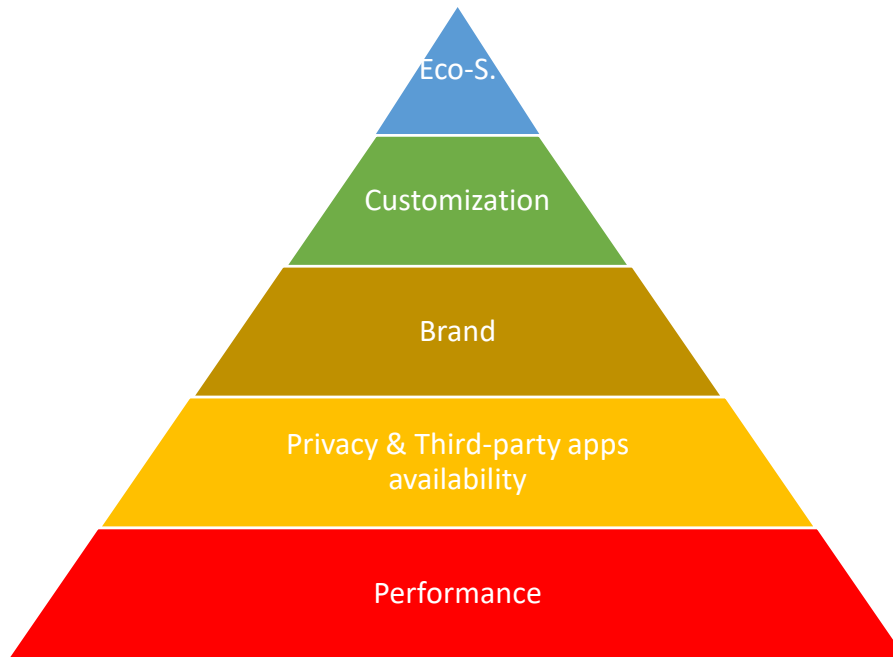 Eco-S.
Customization
Brand
Privacy & Third-party apps
availability
Performance